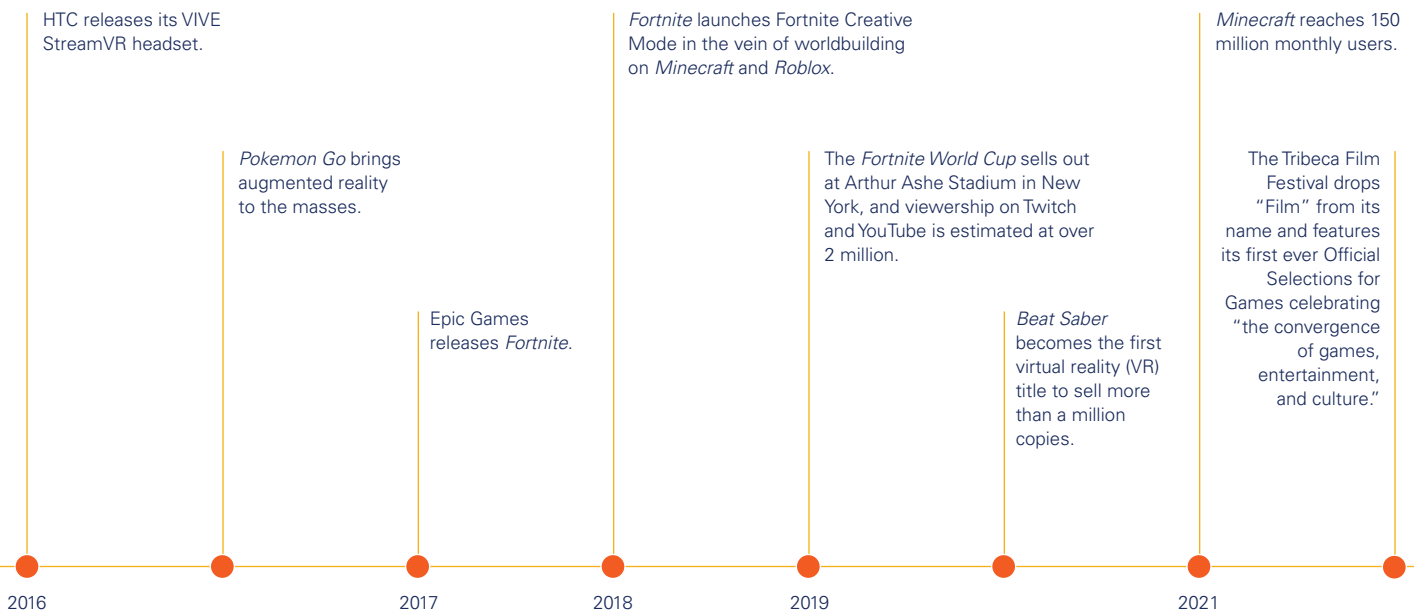 HTC releases its VIVE
StreamVR headset.
Pokemon Go brings
augmented reality
to the masses.
Epic Games
releases Fortnite.
Fortnite launches Fortnite Creative
Mode in the vein of worldbuilding
on Minecraft and Roblox.
The Fortnite World Cup sells out
at Arthur Ashe Stadium in New
York, and viewership on Twitch
and YouTube is estimated at over
2 million.
Beat Saber
becomes the first
virtual reality (VR)
title to sell more
than a million
copies.
Minecraft reaches 150
million monthly users.
The Tribeca Film
Festival drops
“Film” from its
name and features
its first ever Official
Selections for
Games celebrating
“the convergence
of games,
entertainment,
and culture.”
2016
2017
2018
2019
2021